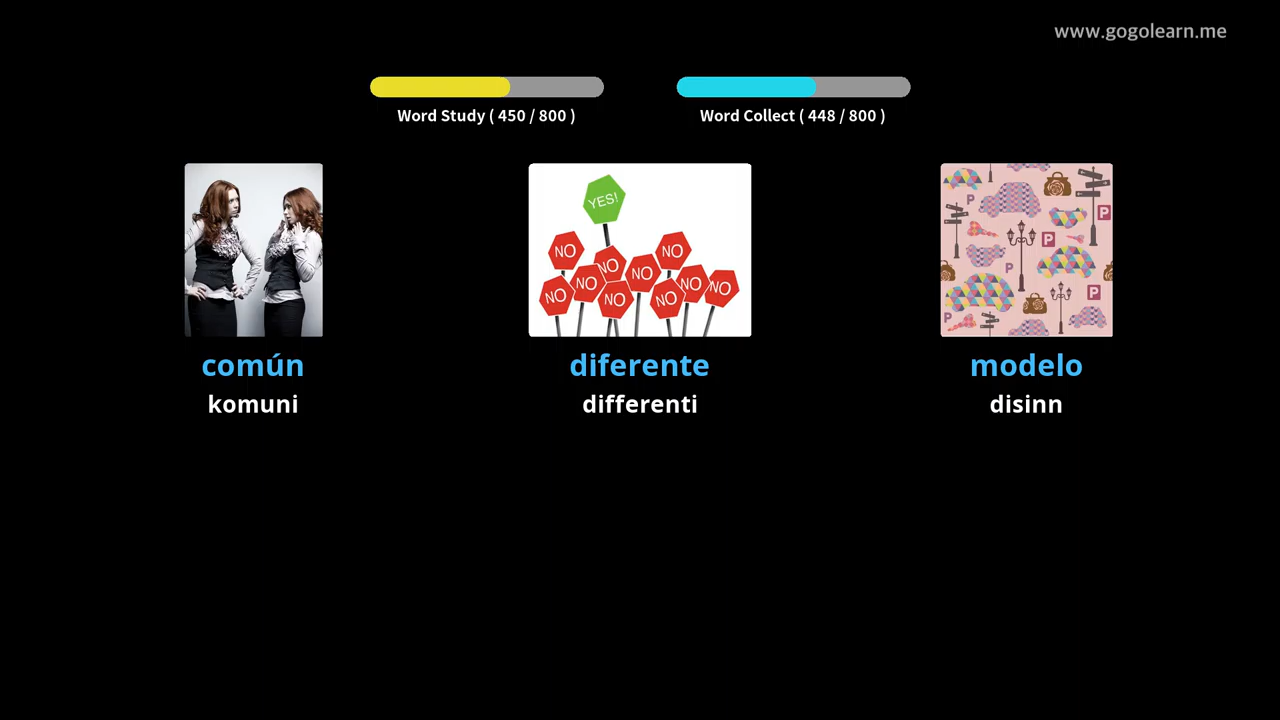 www.gogolearn.me
Word Study ( 450 / 800 )
Word Collect ( 448 / 800 )
YES!
NO
NO
NO
NO
NO
NO
NO
NO
NO
NO
P
P
P
P
P
P
P
común
diferente
modelo
komuni
differenti
disinn